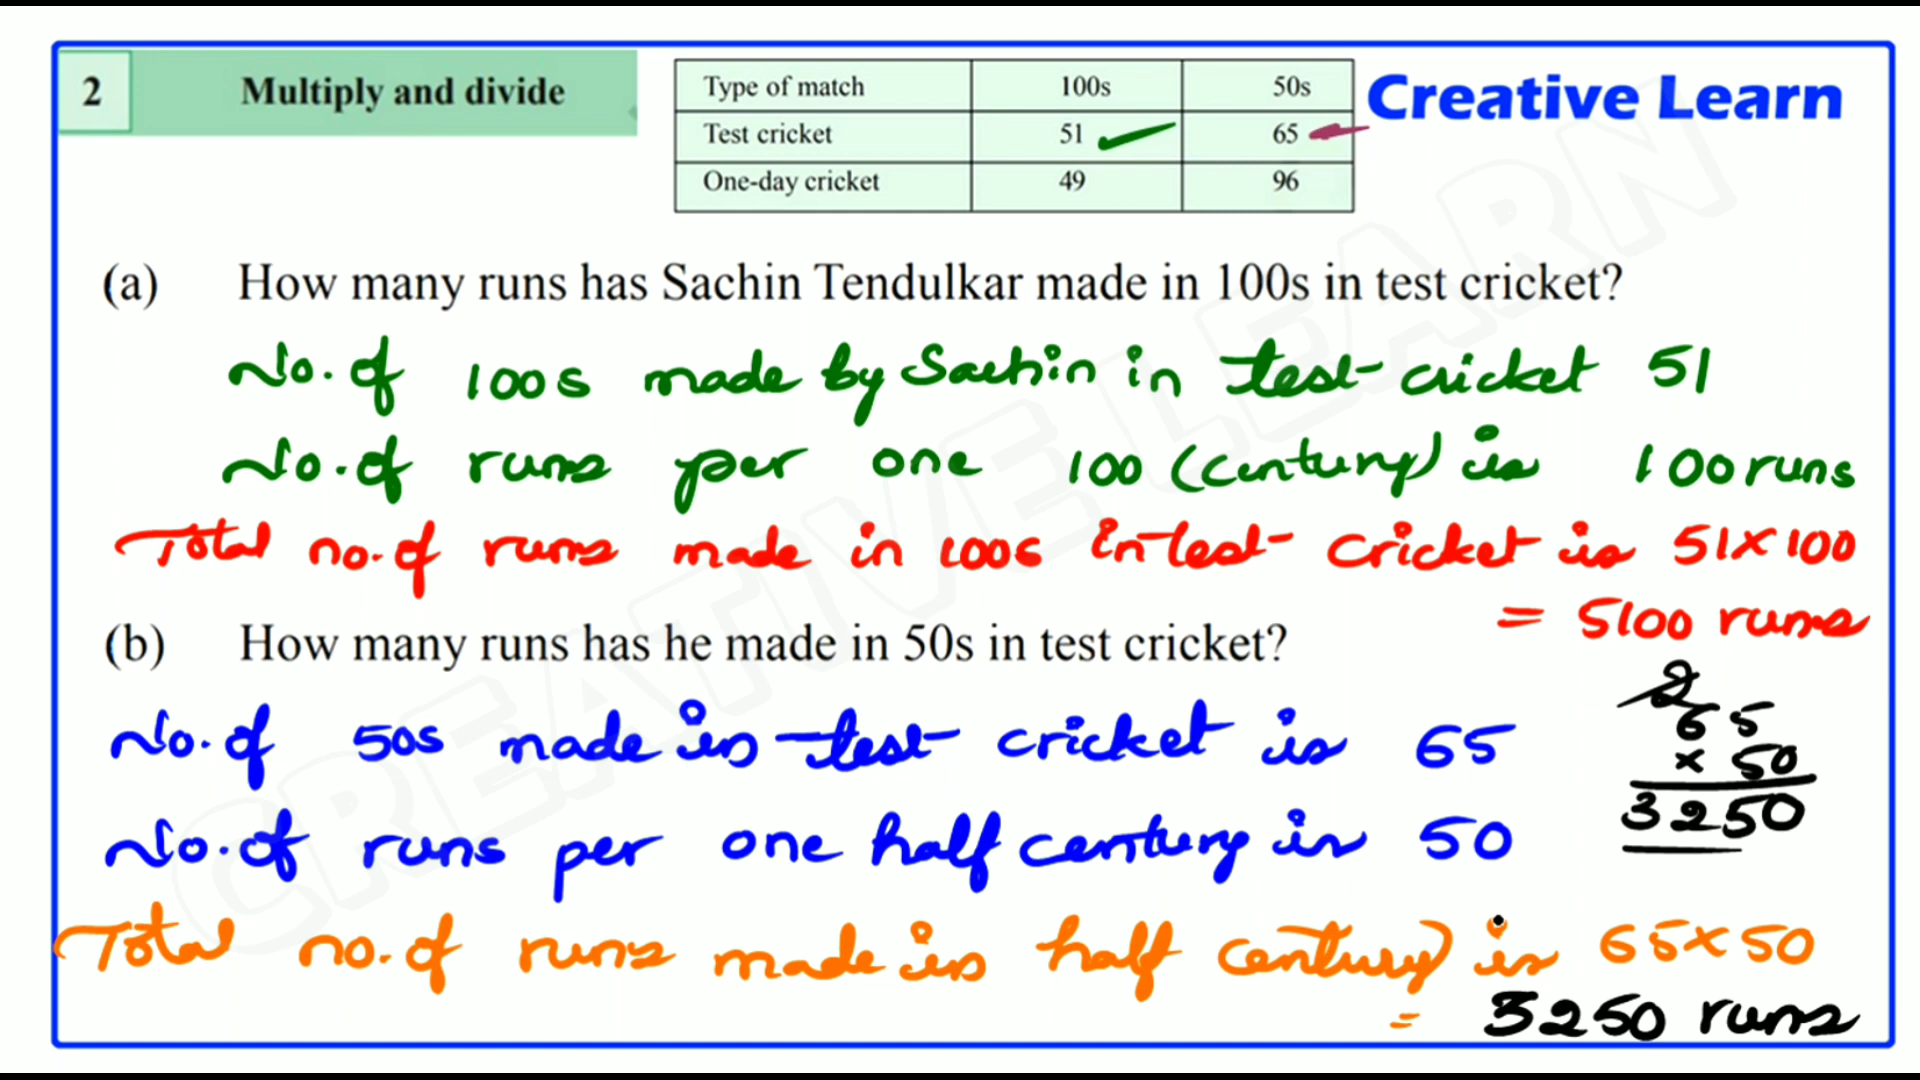 2 Multiply and divide
Type of match 100s 50s
Test cricket 51 65
One-day cricket 49 96
Creative Learn
(a) How many runs has Sachin Tendulkar made in 100s in test cricket?
No. of 100s made by Sachin in test cricket 51
No. of runs per one 100 (century) is 100 runs
Total no. of runs made in 100s in test cricket is 51 x 100
= 5100 runs
(b) How many runs has he made in 50s in test cricket?
2
65
x 50
3250
No. of 50s made in test cricket is 65
No. of runs per one half century is 50
Total no. of runs made in half century is 65 x 50
= 3250 runs
CREATIVE LEARN